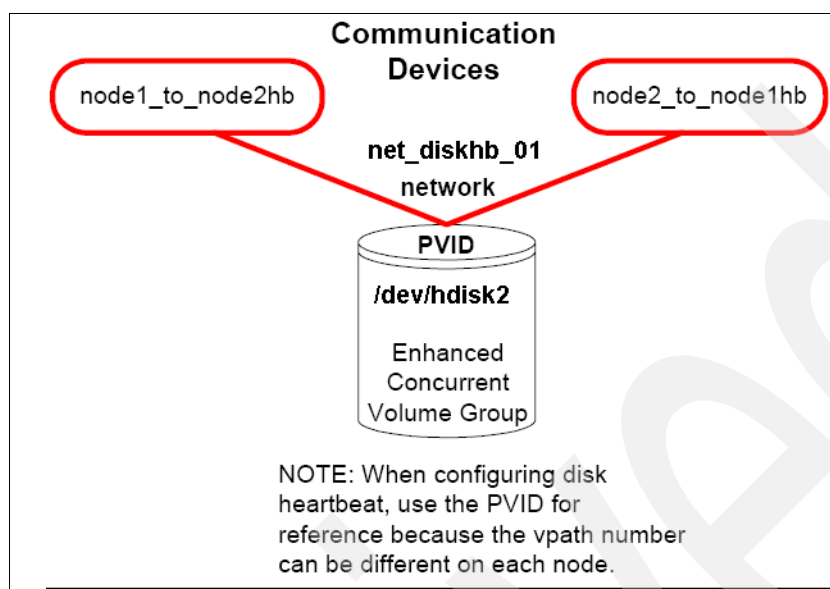 Communication
Devices
node1_to_node2hb
node2_to_node1hb
net_diskhb_01
network
PVID
/dev/hdisk2
Enhanced
Concurrent
Volume Group
NOTE: When configuring disk
heartbeat, use the PVID for
reference because the vpath number
can be different on each node.